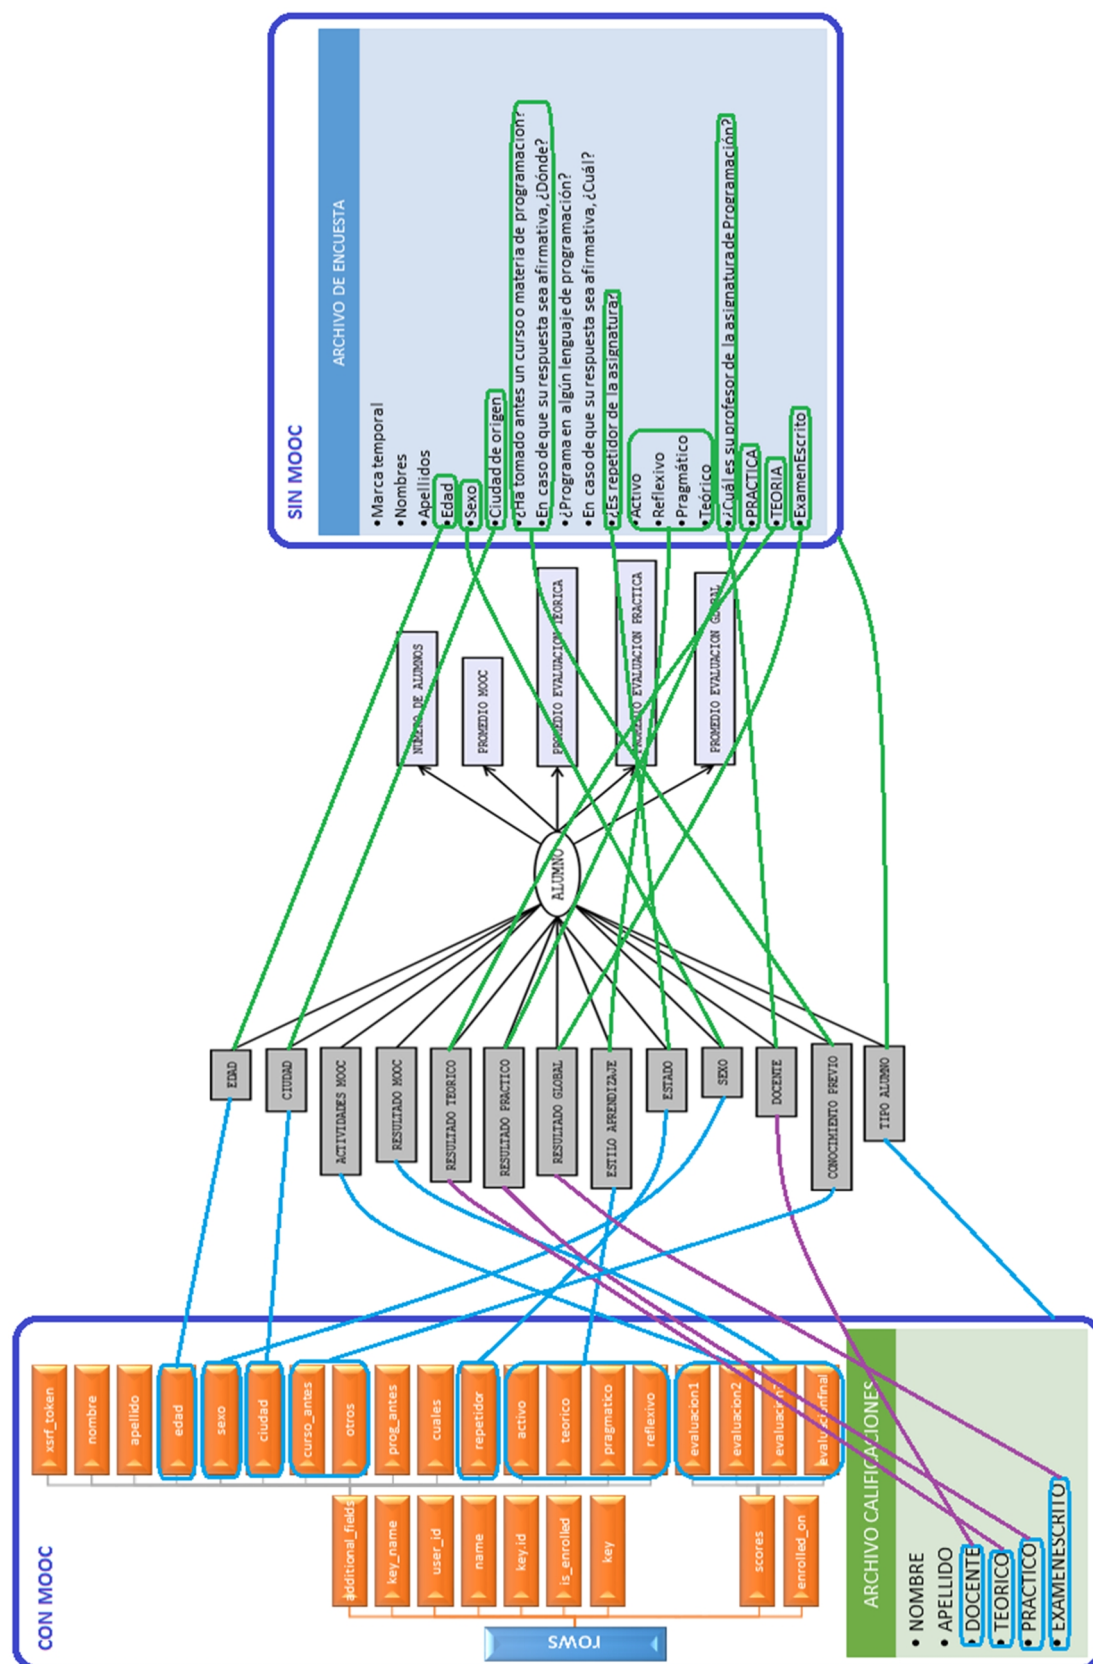 CON MOOC
rows
additional_fields
key_name
user_id
name
key.id
is_enrolled
key
scores
enrolled_on
xsrf_token
nombre
apellido
edad
sexo
ciudad
curso_antes
otros
prog_antes
cuales
repetidor
activo
teorico
pragmatico
reflexivo
evaluacion1
evaluacion2
evaluacion3
evaluacionfinal
ARCHIVO CALIFICACIONES
• NOMBRE
• APELLIDO
• DOCENTE
• TEORICO
• PRACTICO
• EXAMENESCRITO
EDAD
CIUDAD
ACTIVIDADES MOOC
RESULTADO MOOC
RESULTADO TEORICO
RESULTADO PRACTICO
RESULTADO GLOBAL
ESTILO APRENDIZAJE
ESTADO
SEXO
DOCENTE
CONOCIMIENTO PREVIO
TIPO ALUMNO
ALUMNO
NUMERO DE ALUMNOS
PROMEDIO MOOC
PROMEDIO EVALUACION TEORICA
PROMEDIO EVALUACION PRACTICA
PROMEDIO EVALUACION GLOBAL
SIN MOOC
ARCHIVO DE ENCUESTA
•Marca temporal
•Nombres
•Apellidos
•Edad
•Sexo
•Ciudad de origen
•¿Ha tomado antes un curso o materia de programacion?
•En caso de que su respuesta sea afirmativa, ¿Dónde?
•¿Programa en algún lenguaje de programación?
•En caso de que su respuesta sea afirmativa, ¿Cuál?
•¿Es repetidor de la asignatura?
•Activo
•Reflexivo
•Pragmático
•Teórico
•¿Cuál es su profesor de la asignatura de Programación?
•PRACTICA
•TEORIA
•ExamenEscrito